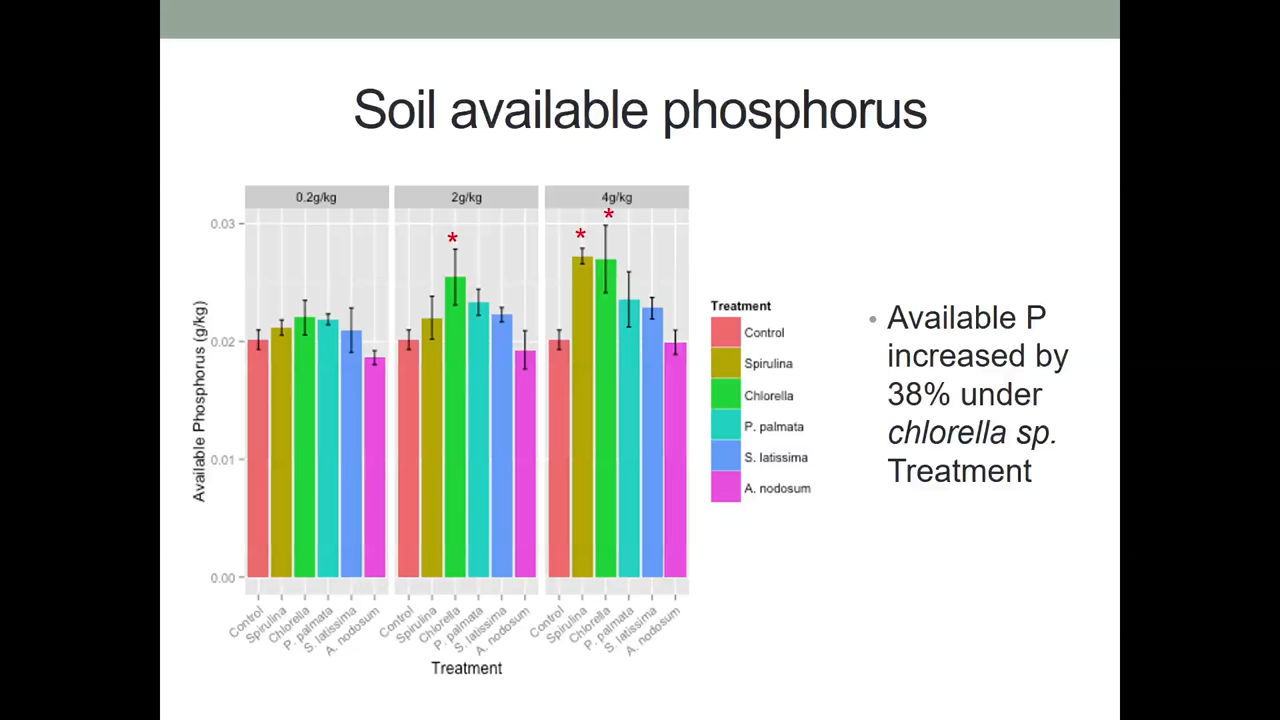 Soil available phosphorus
0.2g/kg
2g/kg
4g/kg
*
*
*
0.03
0.02
0.01
0.00
Available Phosphorus (g/kg)
Control
Spirulina
Chlorella
P. palmata
S. latissima
A. nodosum
Control
Spirulina
Chlorella
P. palmata
S. latissima
A. nodosum
Control
Spirulina
Chlorella
P. palmata
S. latissima
A. nodosum
Treatment
Treatment
Control
Spirulina
Chlorella
P. palmata
S. latissima
A. nodosum
• Available P
increased by
38% under
chlorella sp.
Treatment